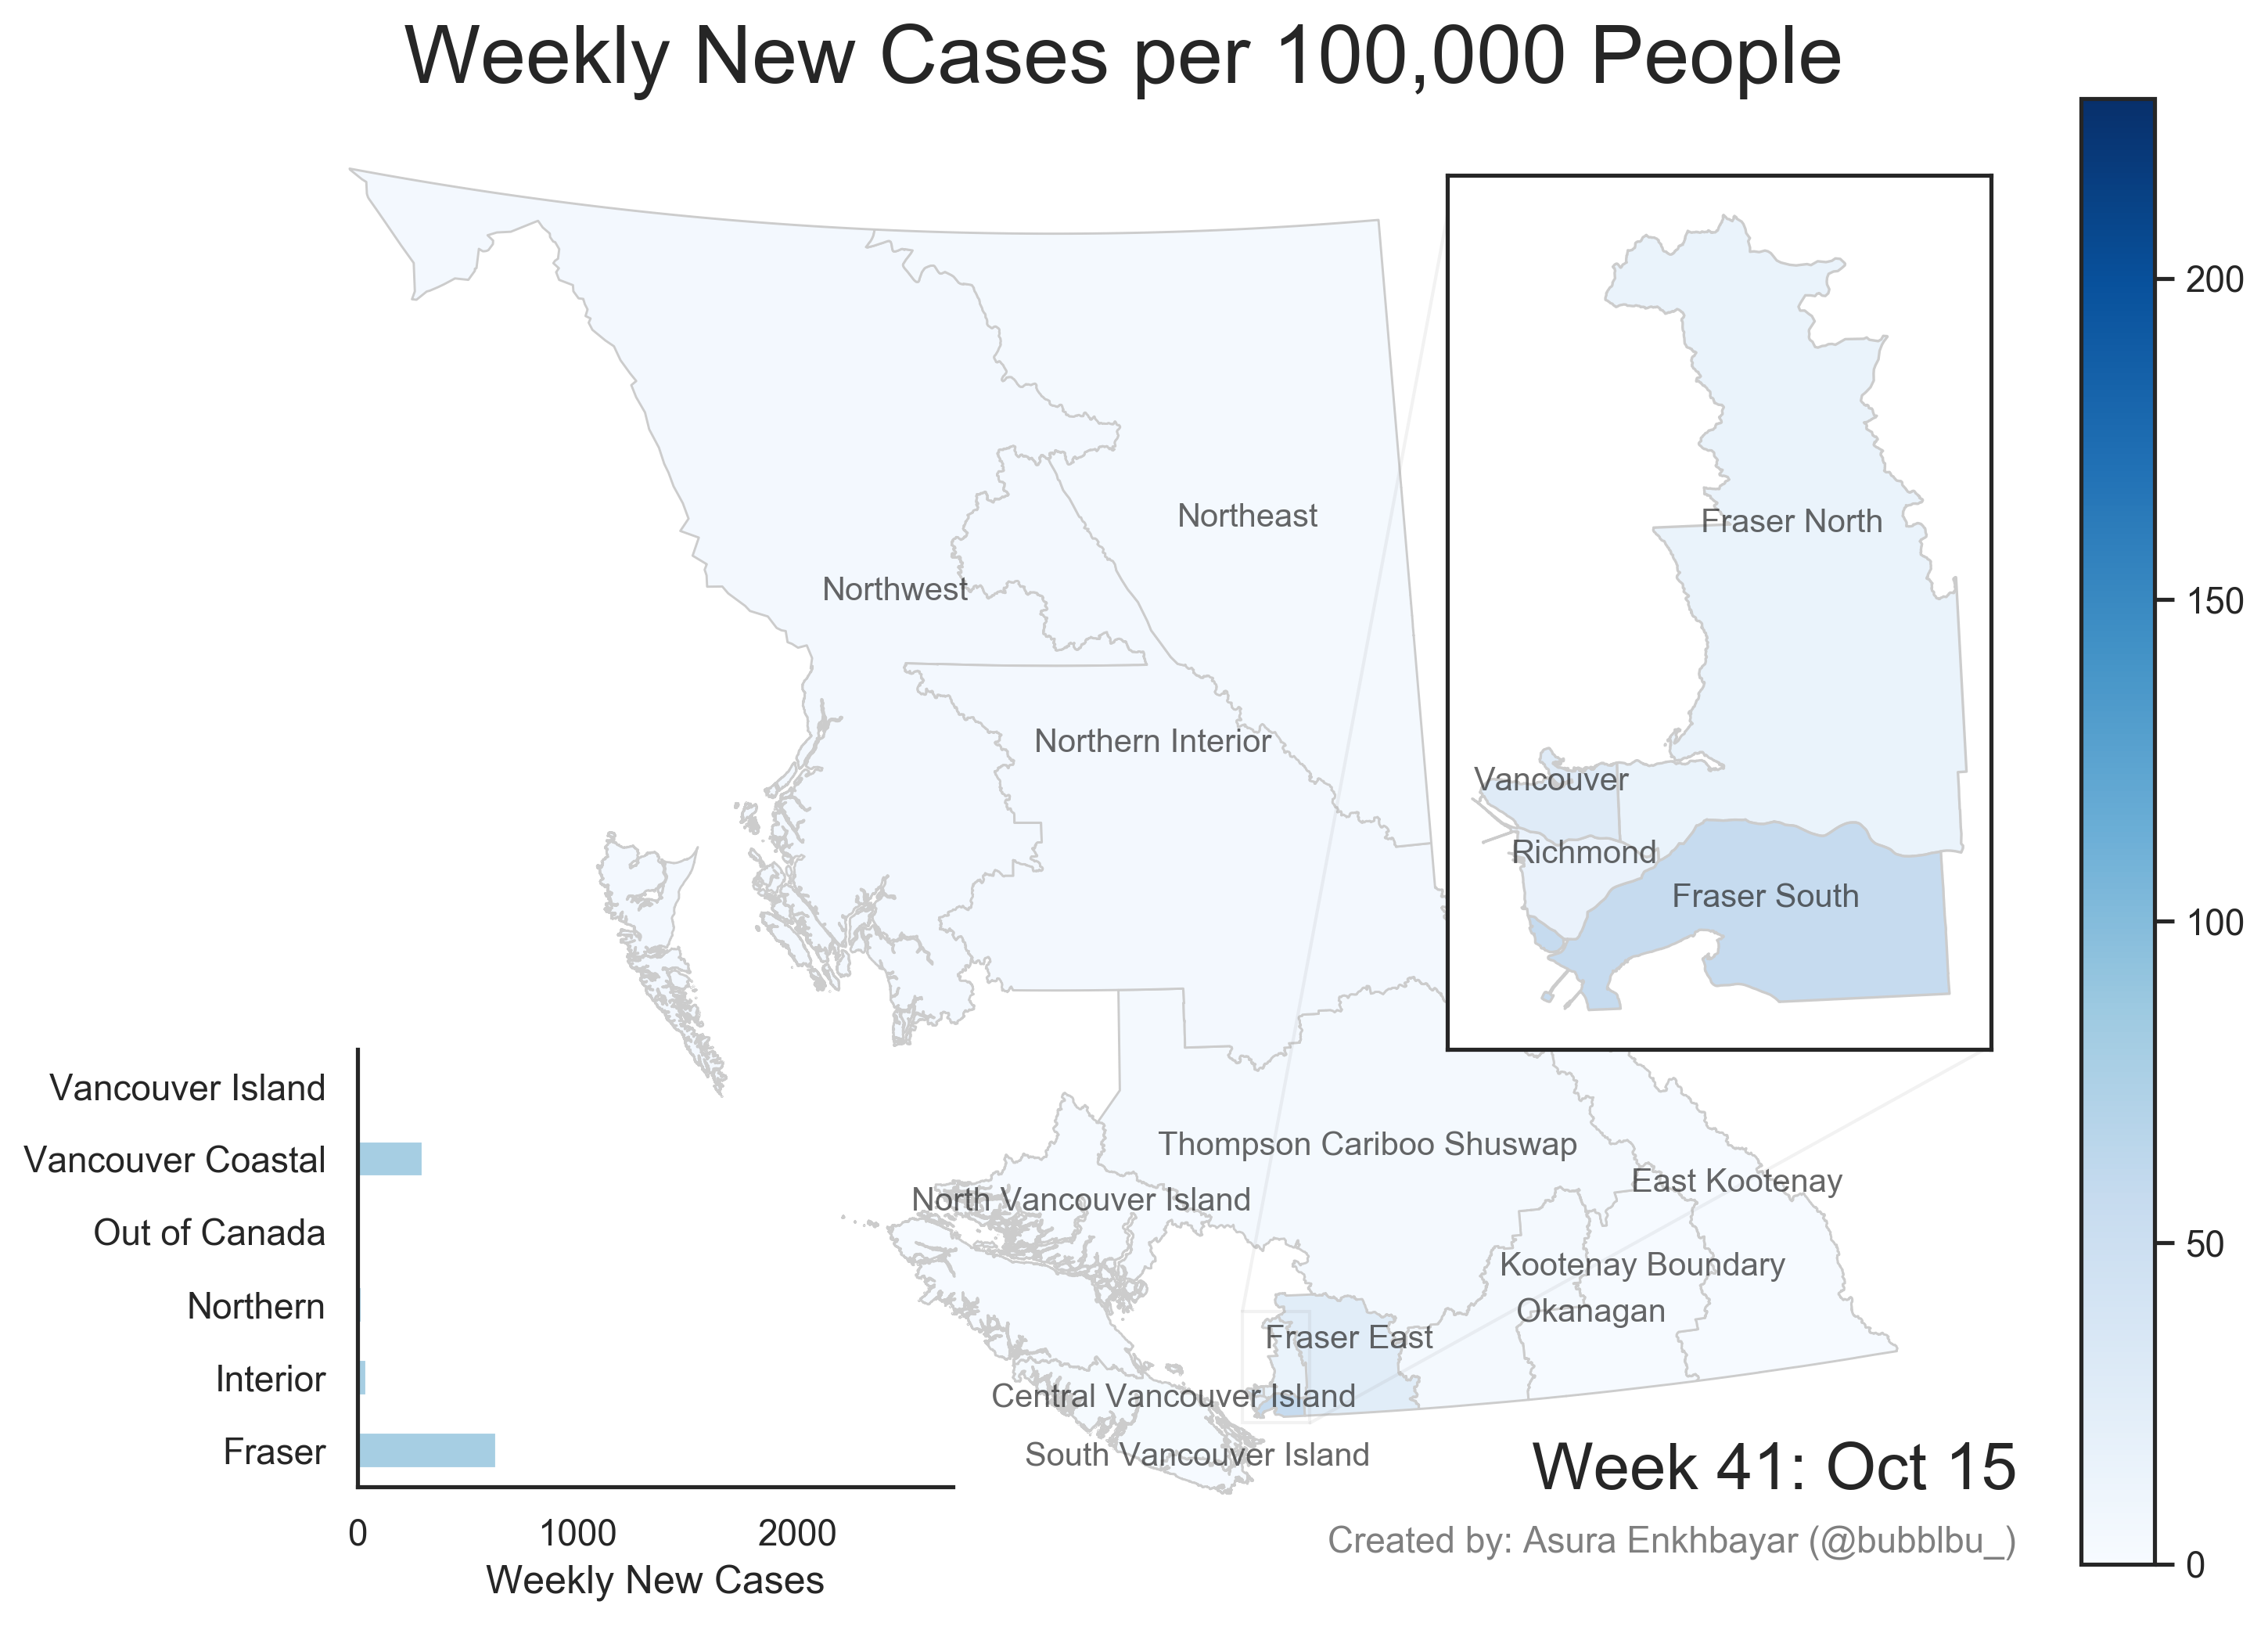 Weekly New Cases per 100,000 People
200
150
100
50
0
Northeast
Northwest
Northern Interior
Fraser North
Vancouver
Richmond
Fraser South
Thompson Cariboo Shuswap
East Kootenay
North Vancouver Island
Kootenay Boundary
Okanagan
Fraser East
Central Vancouver Island
South Vancouver Island
Vancouver Island
Vancouver Coastal
Out of Canada
Northern
Interior
Fraser
0 1000 2000
Weekly New Cases
Week 41: Oct 15
Created by: Asura Enkhbayar (@bubblbu_)